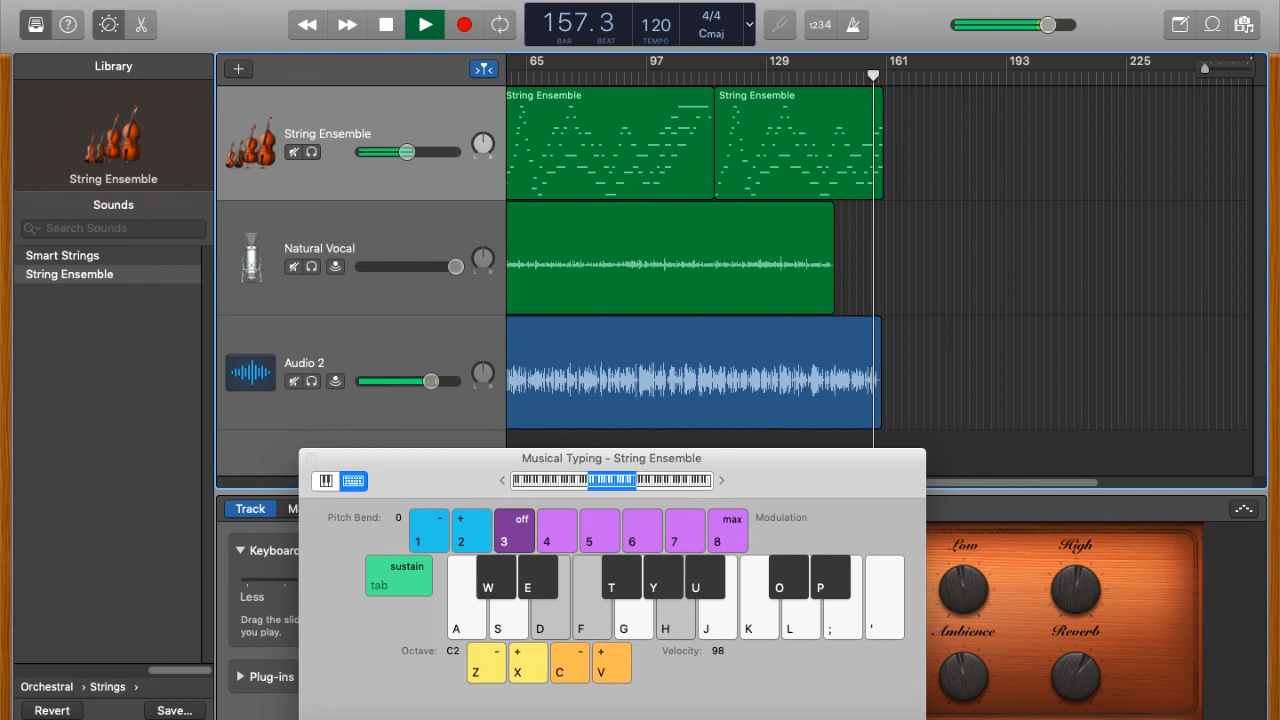 157.3
BAR BEAT
120
TEMPO
4/4
Cmaj
1234
Library
65 97 129 161 193 225
String Ensemble
Sounds
Search Sounds
Smart Strings
String Ensemble
String Ensemble
L R
String Ensemble
String Ensemble
Natural Vocal
L R
Audio 2
L R
Musical Typing - String Ensemble
Pitch Bend: 0
- 1
+ 2
off 3
4
5
6
7
max 8
Modulation
sustain
tab
W E T Y U O P
A S D F G H J K L ; '
Octave: C2
- Z
+ X
- C
+ V
Velocity: 98
Track
M
Keyboard
Less
Drag the slid
you play.
Plug-ins
Low High
Ambience Reverb
Orchestral › Strings ›
Revert Save...